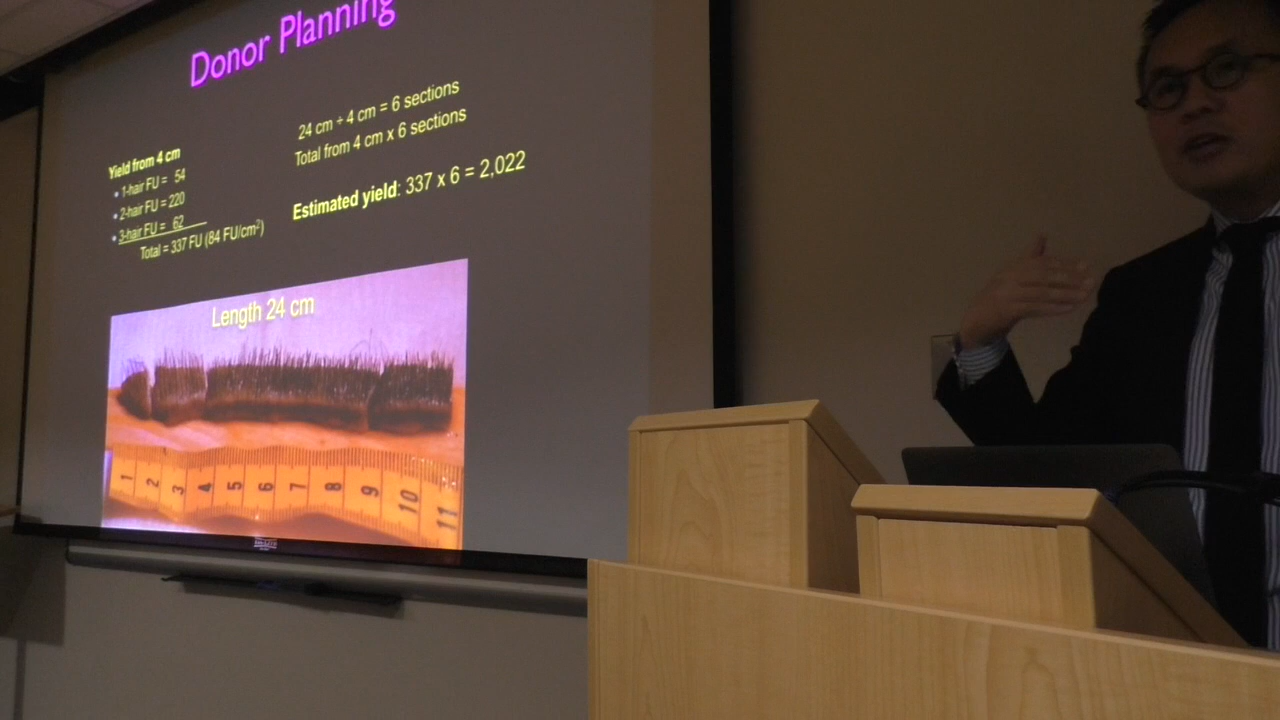 Donor Planning
24 cm ÷ 4 cm = 6 sections
Total from 4 cm x 6 sections
Estimated yield: 337 x 6 = 2,022
Yield from 4 cm
• 1-hair FU = 54
• 2-hair FU = 220
• 3-hair FU = 62
Total = 337 FU (84 FU/cm²)
Length 24 cm
1 2 3 4 5 6 7 8 9 10 11